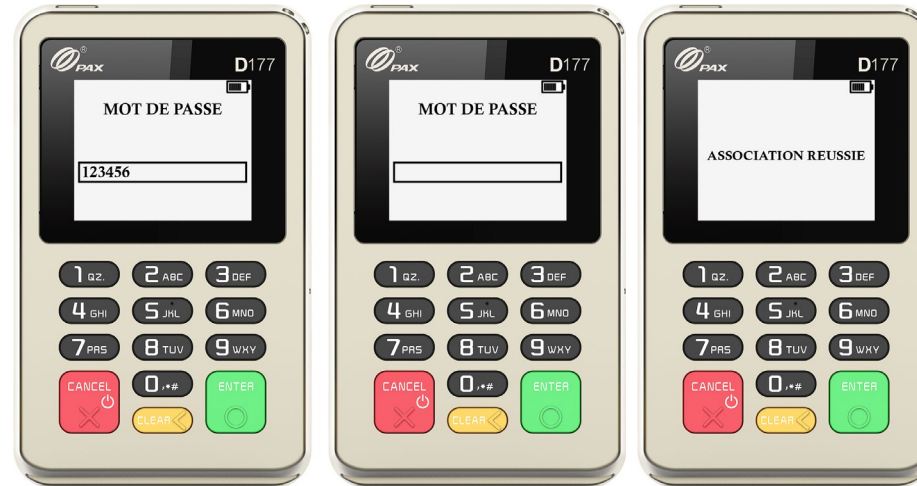 PAX ® D177
MOT DE PASSE
123456
1 QZ. 2 ABC 3 DEF
4 GHI 5 JKL 6 MNO
7 PRS 8 TUV 9 WXY
CANCEL 0 ,*# ENTER
CLEAR
PAX ® D177
MOT DE PASSE
1 QZ. 2 ABC 3 DEF
4 GHI 5 JKL 6 MNO
7 PRS 8 TUV 9 WXY
CANCEL 0 ,*# ENTER
CLEAR
PAX ® D177
ASSOCIATION REUSSIE
1 QZ. 2 ABC 3 DEF
4 GHI 5 JKL 6 MNO
7 PRS 8 TUV 9 WXY
CANCEL 0 ,*# ENTER
CLEAR